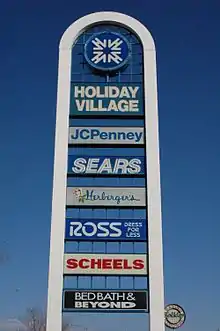 HOLIDAY
VILLAGE
JCPenney
SEARS
Herberger's
ROSS DRESS
FOR
LESS
SCHEELS
BED BATH &
BEYOND